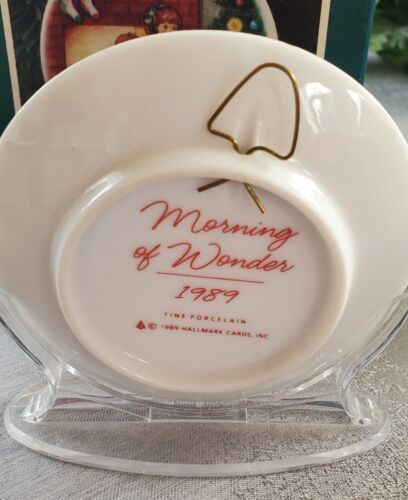 Morning
of Wonder
1989
FINE PORCELAIN
© 1989 HALLMARK CARDS, INC